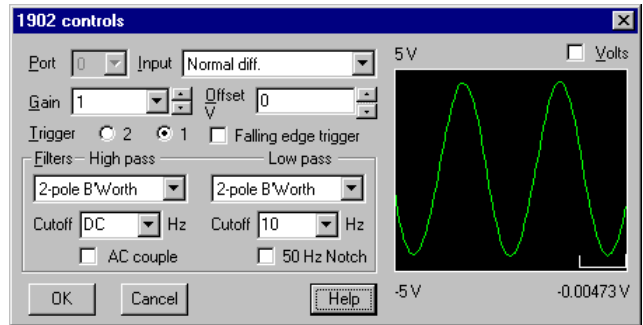 1902 controls
Port 0 Input Normal diff.
5 V Volts
Gain 1 Offset V 0
Trigger 2 1 Falling edge trigger
Filters High pass Low pass
2-pole B'Worth 2-pole B'Worth
Cutoff DC Hz Cutoff 10 Hz
AC couple 50 Hz Notch
OK Cancel Help
-5 V -0.00473 V